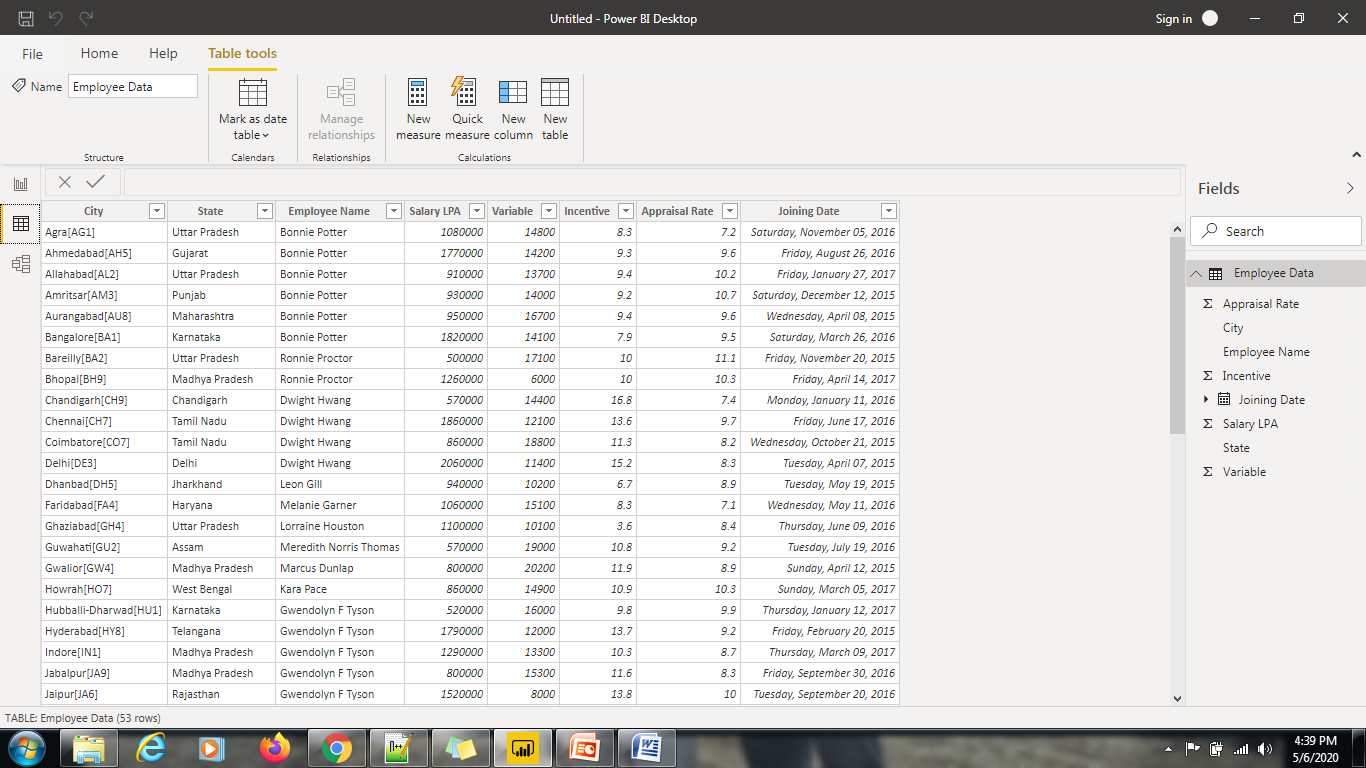 Untitled - Power BI Desktop
Sign in
File Home Help Table tools
Name Employee Data
Mark as date table
Manage relationships
New measure
Quick measure
New column
New table
Structure Calendars Relationships Calculations
City State Employee Name Salary LPA Variable Incentive Appraisal Rate Joining Date
Agra[AG1] Uttar Pradesh Bonnie Potter 1080000 14800 8.3 7.2 Saturday, November 05, 2016
Ahmedabad[AH5] Gujarat Bonnie Potter 1770000 14200 9.3 9.6 Friday, August 26, 2016
Allahabad[AL2] Uttar Pradesh Bonnie Potter 910000 13700 9.4 10.2 Friday, January 27, 2017
Amritsar[AM3] Punjab Bonnie Potter 930000 14000 9.2 10.7 Saturday, December 12, 2015
Aurangabad[AU8] Maharashtra Bonnie Potter 950000 16700 9.4 9.6 Wednesday, April 08, 2015
Bangalore[BA1] Karnataka Bonnie Potter 1820000 14100 7.9 9.5 Saturday, March 26, 2016
Bareilly[BA2] Uttar Pradesh Ronnie Proctor 500000 17100 10 11.1 Friday, November 20, 2015
Bhopal[BH9] Madhya Pradesh Ronnie Proctor 1260000 6000 10 10.3 Friday, April 14, 2017
Chandigarh[CH9] Chandigarh Dwight Hwang 570000 14400 16.8 7.4 Monday, January 11, 2016
Chennai[CH7] Tamil Nadu Dwight Hwang 1860000 12100 13.6 9.7 Friday, June 17, 2016
Coimbatore[CO7] Tamil Nadu Dwight Hwang 860000 18800 11.3 8.2 Wednesday, October 21, 2015
Delhi[DE3] Delhi Dwight Hwang 2060000 11400 15.2 8.3 Tuesday, April 07, 2015
Dhanbad[DH5] Jharkhand Leon Gill 940000 10200 6.7 8.9 Tuesday, May 19, 2015
Faridabad[FA4] Haryana Melanie Garner 1060000 15100 8.3 7.1 Wednesday, May 11, 2016
Ghaziabad[GH4] Uttar Pradesh Lorraine Houston 1100000 10100 3.6 8.4 Thursday, June 09, 2016
Guwahati[GU2] Assam Meredith Norris Thomas 570000 19000 10.8 9.2 Tuesday, July 19, 2016
Gwalior[GW4] Madhya Pradesh Marcus Dunlap 800000 20200 11.9 8.9 Sunday, April 12, 2015
Howrah[HO7] West Bengal Kara Pace 860000 14900 10.9 10.3 Sunday, March 05, 2017
Hubballi-Dharwad[HU1] Karnataka Gwendolyn F Tyson 520000 16000 9.8 9.9 Thursday, January 12, 2017
Hyderabad[HY8] Telangana Gwendolyn F Tyson 1790000 12000 13.7 9.2 Friday, February 20, 2015
Indore[IN1] Madhya Pradesh Gwendolyn F Tyson 1290000 13300 10.3 8.7 Thursday, March 09, 2017
Jabalpur[JA9] Madhya Pradesh Gwendolyn F Tyson 800000 15300 11.6 8.3 Friday, September 30, 2016
Jaipur[JA6] Rajasthan Gwendolyn F Tyson 1520000 8000 13.8 10 Tuesday, September 20, 2016
Fields
Search
Employee Data
Σ Appraisal Rate
City
Employee Name
Σ Incentive
Joining Date
Σ Salary LPA
State
Σ Variable
TABLE: Employee Data (53 rows)
4:39 PM
5/6/2020